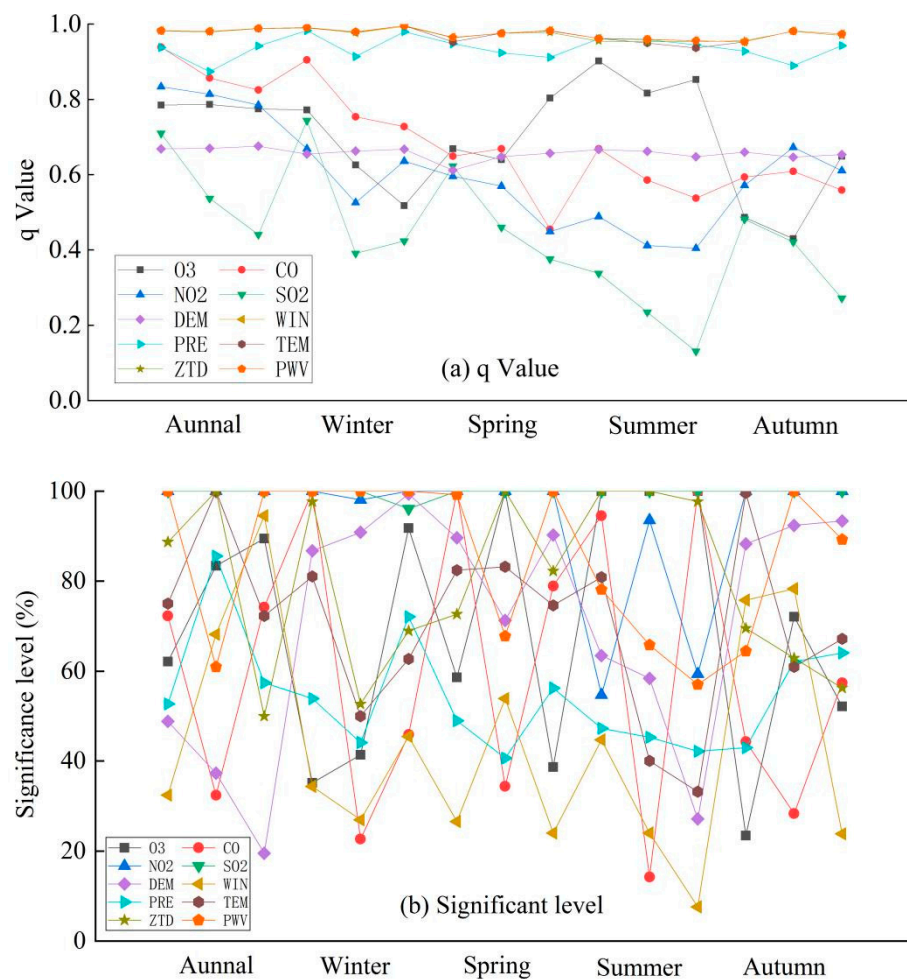 1.0
0.8
0.6
0.4
0.2
0.0
q Value
O3 CO
NO2 SO2
DEM WIN
PRE TEM
ZTD PWV
(a) q Value
Aunnal Winter Spring Summer Autumn
100
80
60
40
20
0
Significance level (%)
O3 CO
NO2 SO2
DEM WIN
PRE TEM
ZTD PWV
(b) Significant level
Aunnal Winter Spring Summer Autumn